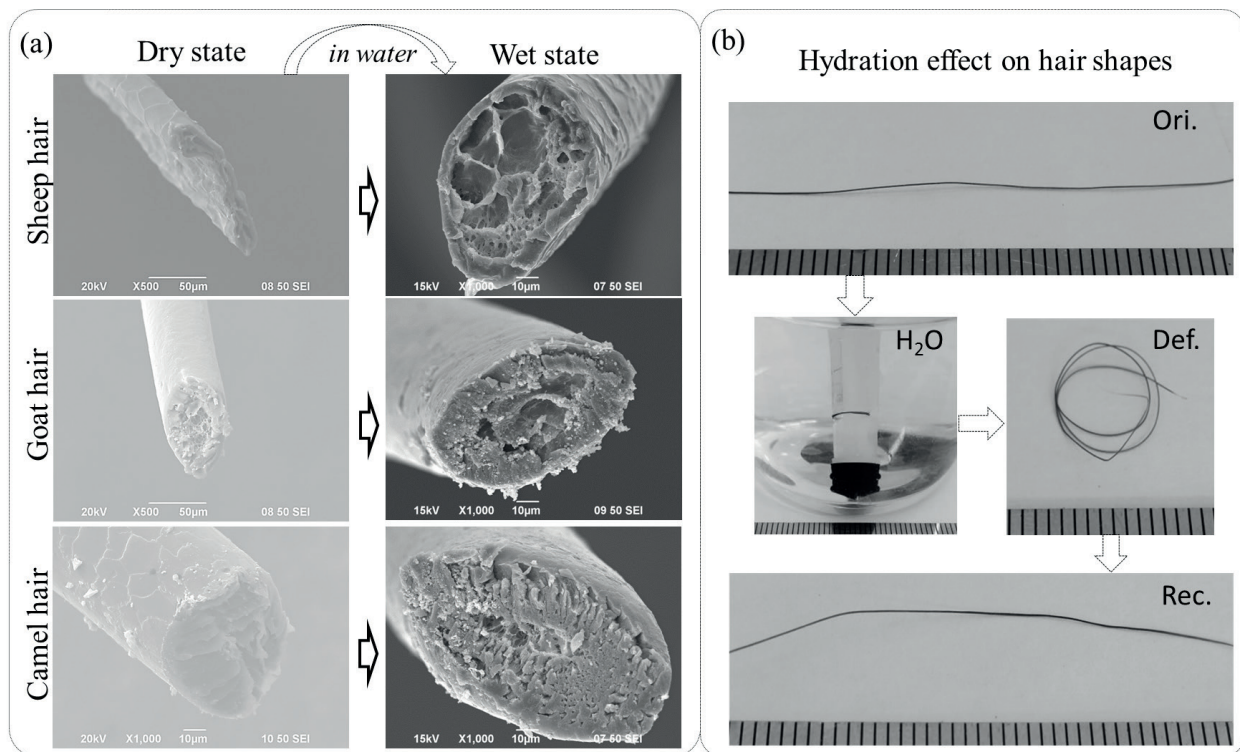 (a)
Dry state
in water
Wet state
Sheep hair
20kV X500 50µm 08 50 SEI
15kV X1,000 10µm 07 50 SEI
Goat hair
20kV X500 50µm 08 50 SEI
15kV X1,000 10µm 09 50 SEI
Camel hair
20kV X1,000 10µm 10 50 SEI
15kV X1,000 10µm 07 50 SEI
(b)
Hydration effect on hair shapes
Ori.
H₂O
Def.
Rec.